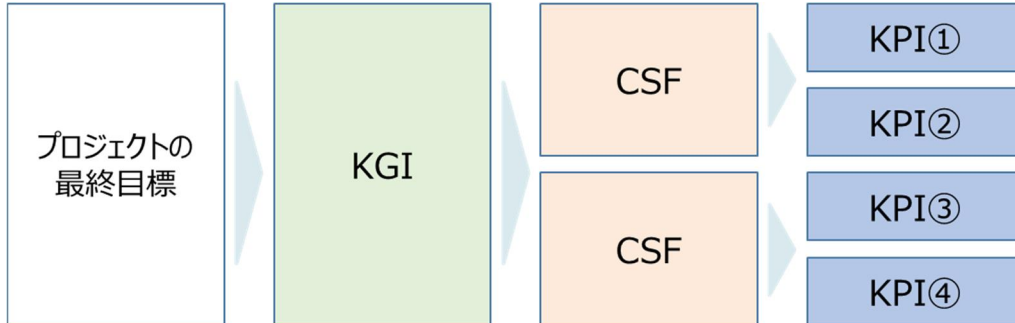 プロジェクトの
最終目標
KGI
CSF
CSF
KPI①
KPI②
KPI③
KPI④